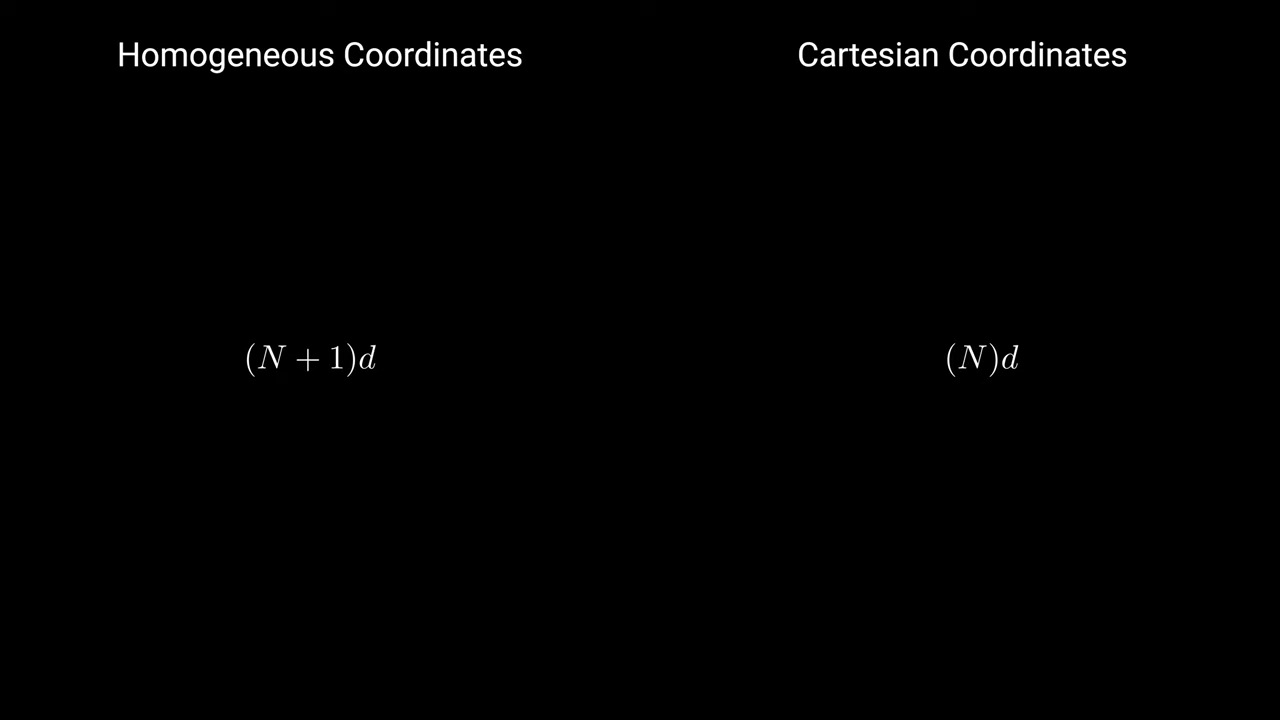 Homogeneous Coordinates
Cartesian Coordinates
(N + 1)d
(N)d